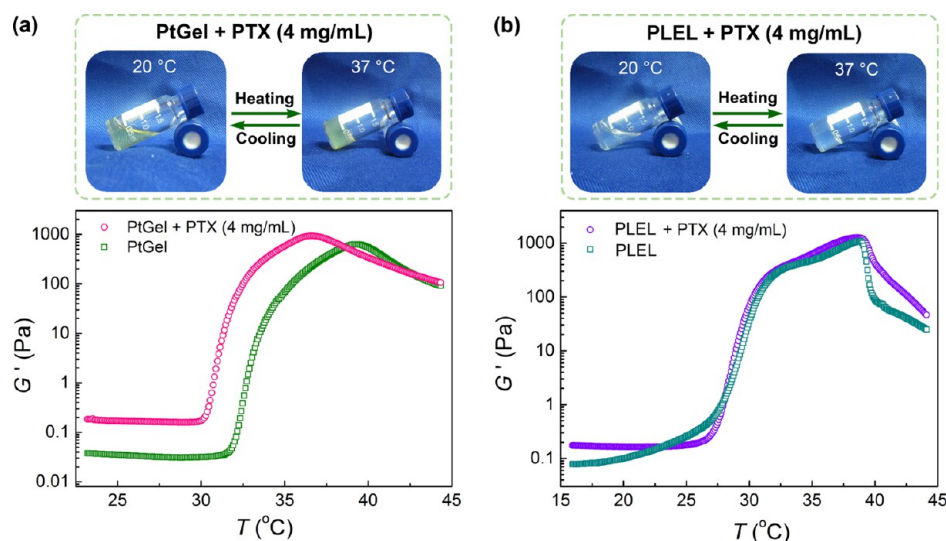 (a)
PtGel + PTX (4 mg/mL)
20 °C
Heating
Cooling
37 °C
PtGel + PTX (4 mg/mL)
PtGel
1000
100
10
1
0.1
0.01
G ' (Pa)
25 30 35 40 45
T (°C)
(b)
PLEL + PTX (4 mg/mL)
20 °C
Heating
Cooling
37 °C
PLEL + PTX (4 mg/mL)
PLEL
1000
100
10
1
0.1
G ' (Pa)
15 20 25 30 35 40 45
T (°C)